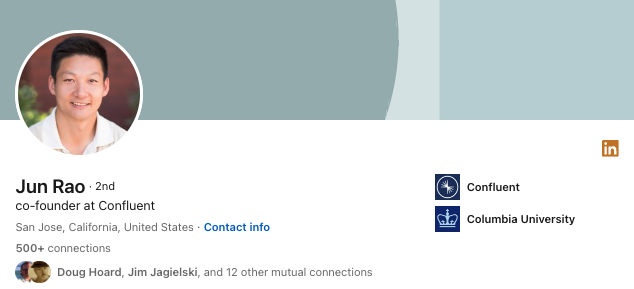 in
Jun Rao · 2nd
co-founder at Confluent
San Jose, California, United States · Contact info
500+ connections
Doug Hoard, Jim Jagielski, and 12 other mutual connections
Confluent
Columbia University